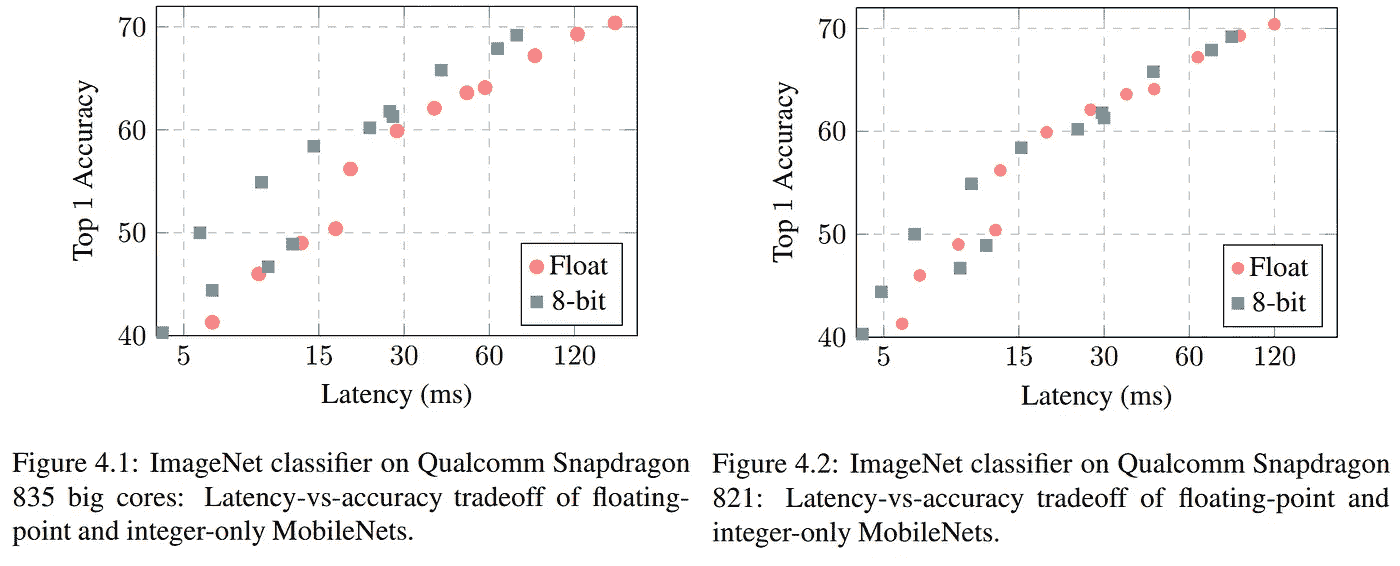 Top 1 Accuracy
70
60
50
40
5
15
30
60
120
Latency (ms)
Float
8-bit
Figure 4.1: ImageNet classifier on Qualcomm Snapdragon
835 big cores: Latency-vs-accuracy tradeoff of floating-
point and integer-only MobileNets.
Top 1 Accuracy
70
60
50
40
5
15
30
60
120
Latency (ms)
Float
8-bit
Figure 4.2: ImageNet classifier on Qualcomm Snapdragon
821: Latency-vs-accuracy tradeoff of floating-point and
integer-only MobileNets.